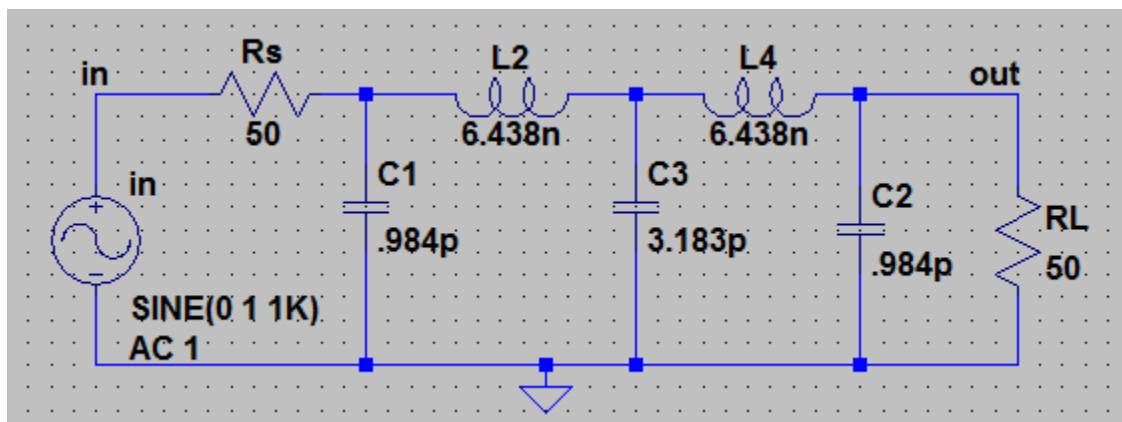 in
Rs
50
L2
6.438n
L4
6.438n
out
in
SINE(0 1 1K)
AC 1
C1
.984p
C3
3.183p
C2
.984p
RL
50